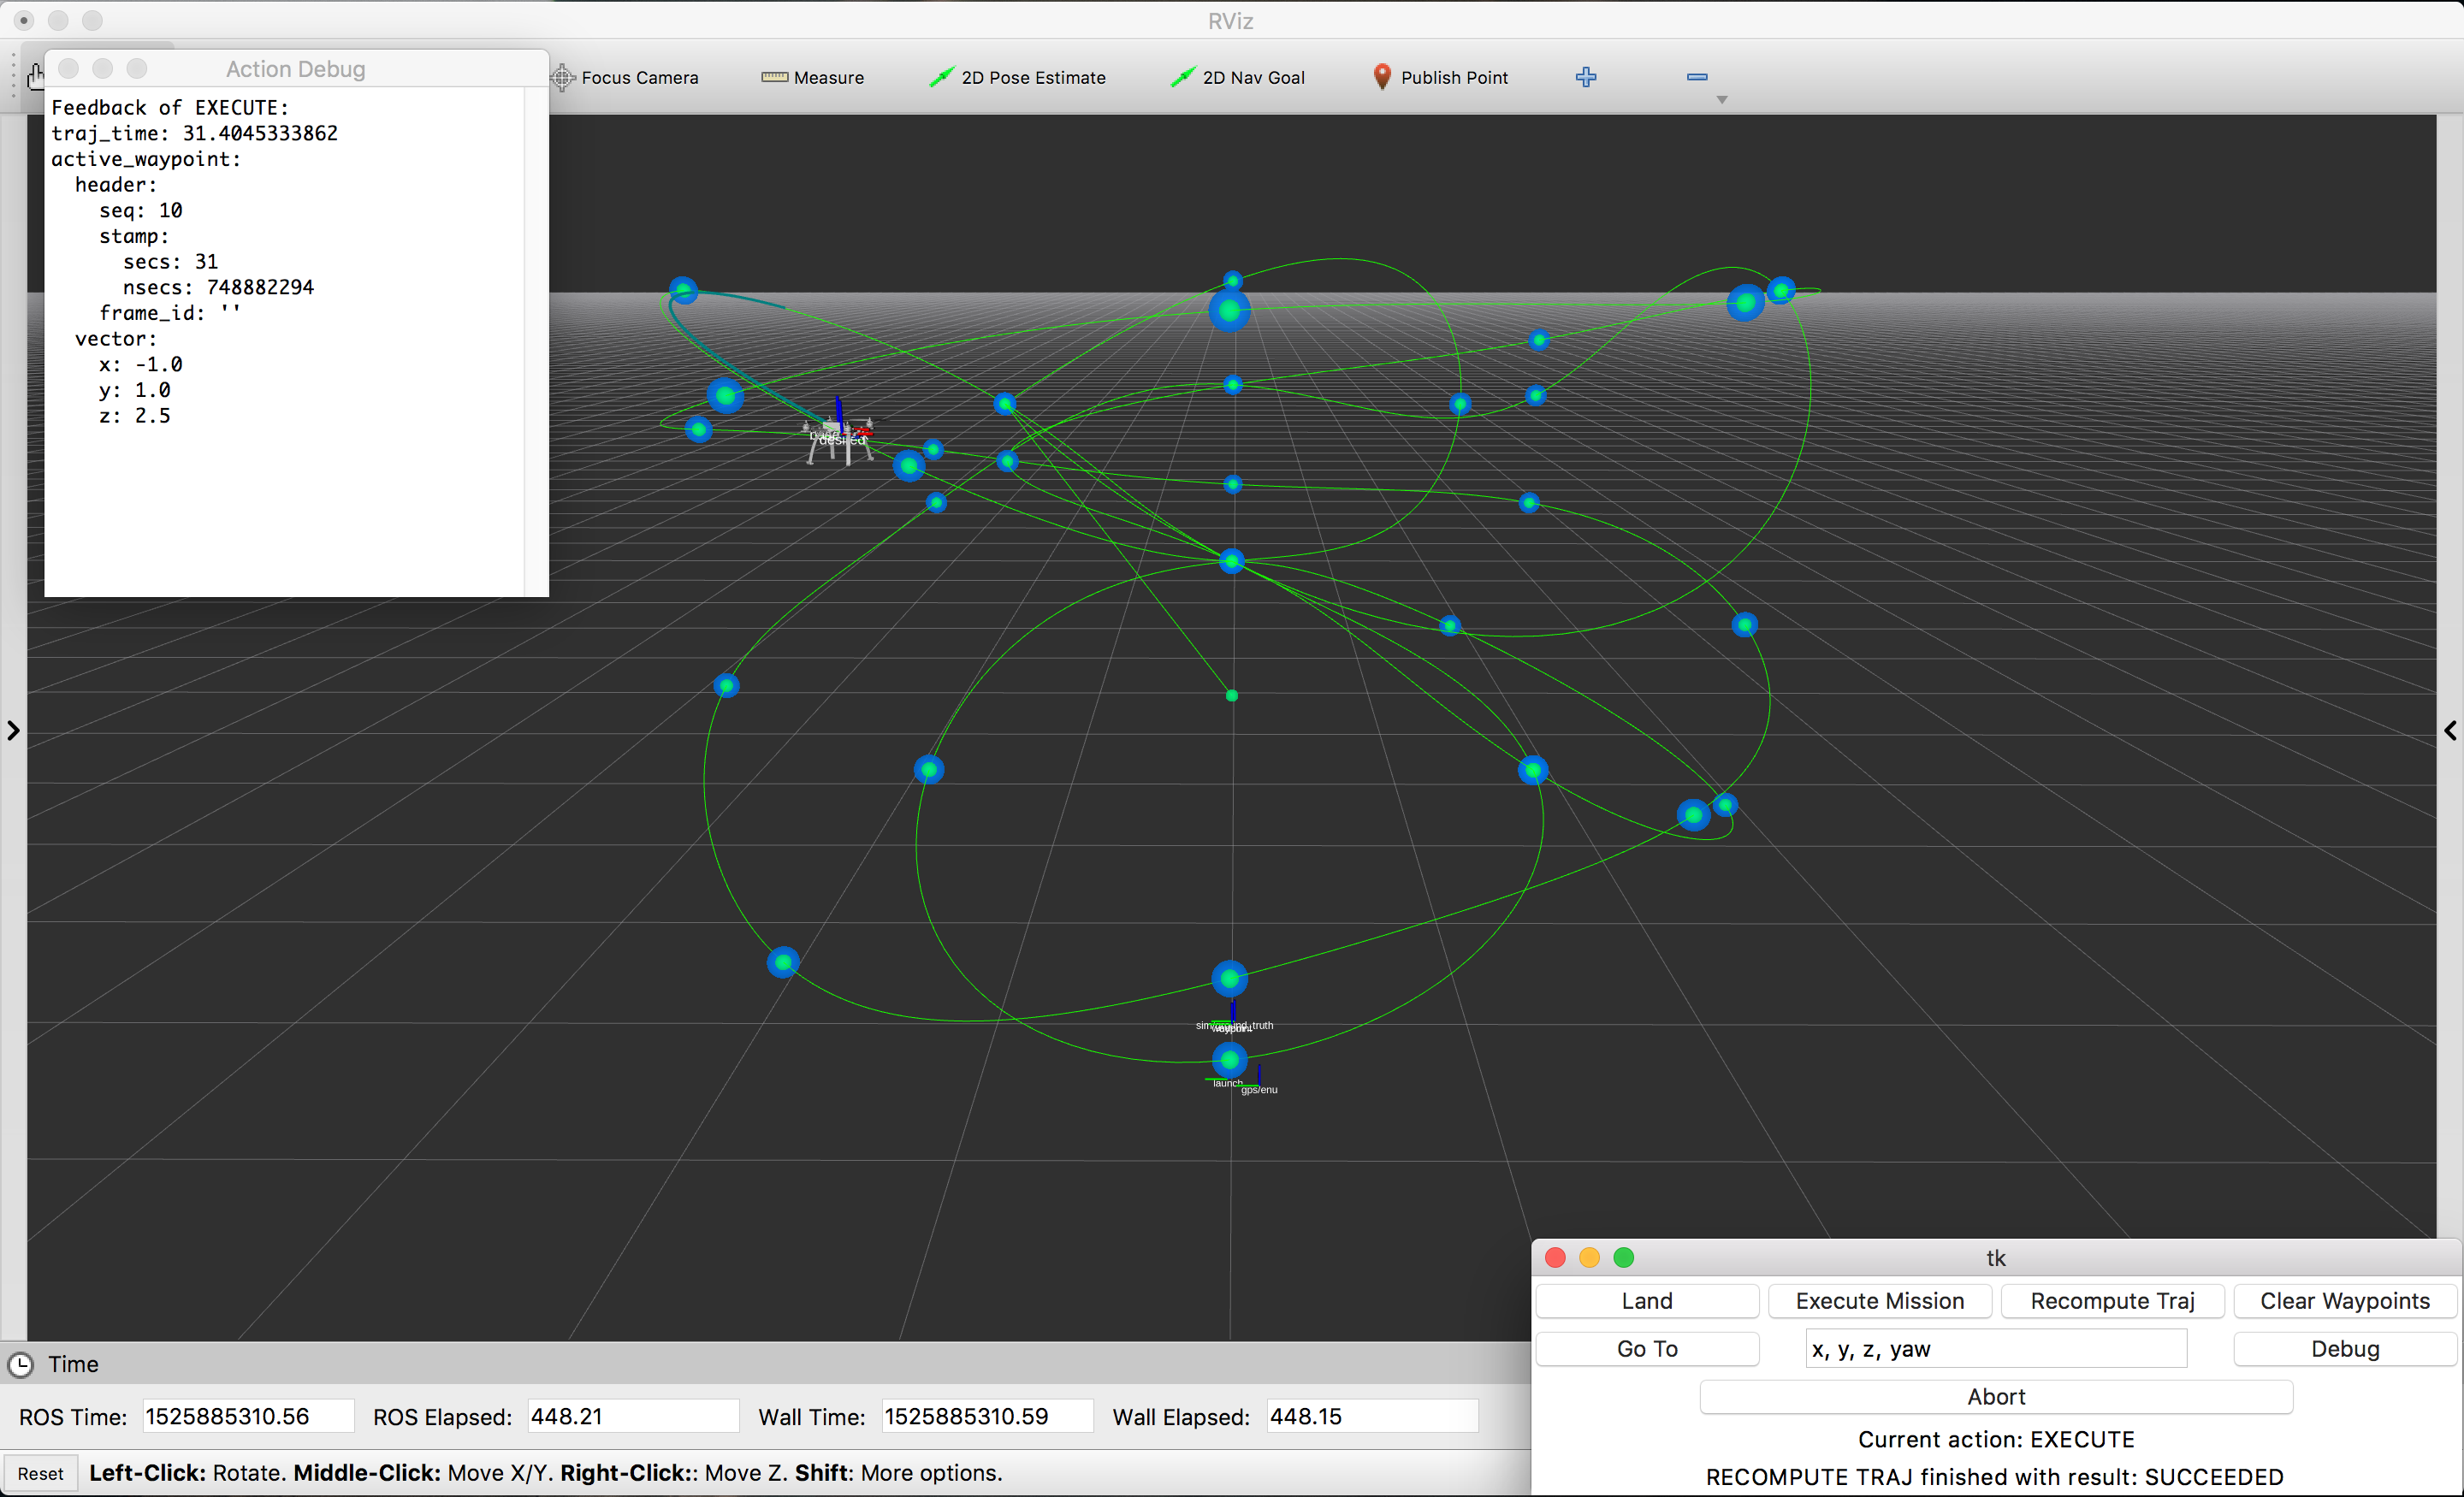 RViz
Action Debug
Focus Camera
Measure
2D Pose Estimate
2D Nav Goal
Publish Point
Feedback of EXECUTE:
traj_time: 31.4045333862
active_waypoint:
header:
seq: 10
stamp:
secs: 31
nsecs: 748882294
frame_id: ''
vector:
x: -1.0
y: 1.0
z: 2.5
desired
launch
gps/enu
tk
Land
Execute Mission
Recompute Traj
Clear Waypoints
Go To
x, y, z, yaw
Debug
Abort
Current action: EXECUTE
RECOMPUTE TRAJ finished with result: SUCCEEDED
Time
ROS Time: 1525885310.56
ROS Elapsed: 448.21
Wall Time: 1525885310.59
Wall Elapsed: 448.15
Reset
Left-Click: Rotate. Middle-Click: Move X/Y. Right-Click:: Move Z. Shift: More options.